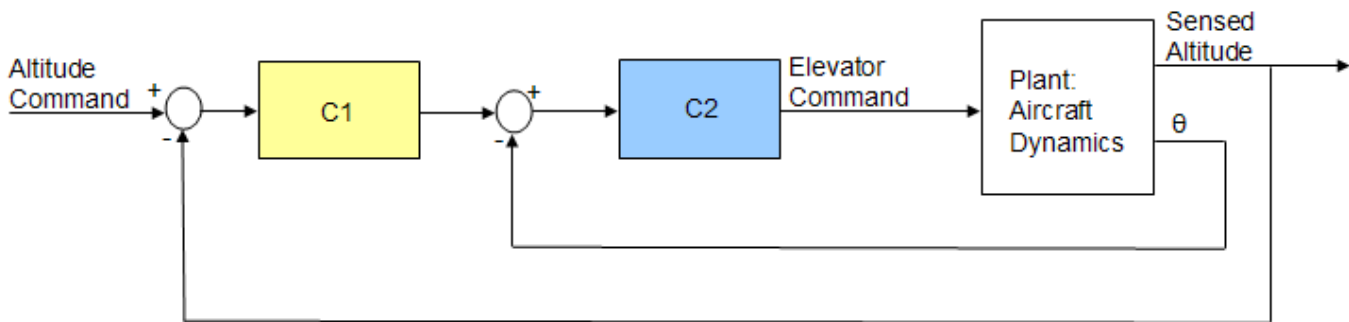 Altitude
Command
+
-
C1
+
-
C2
Elevator
Command
Plant:
Aircraft
Dynamics
Sensed
Altitude
θ